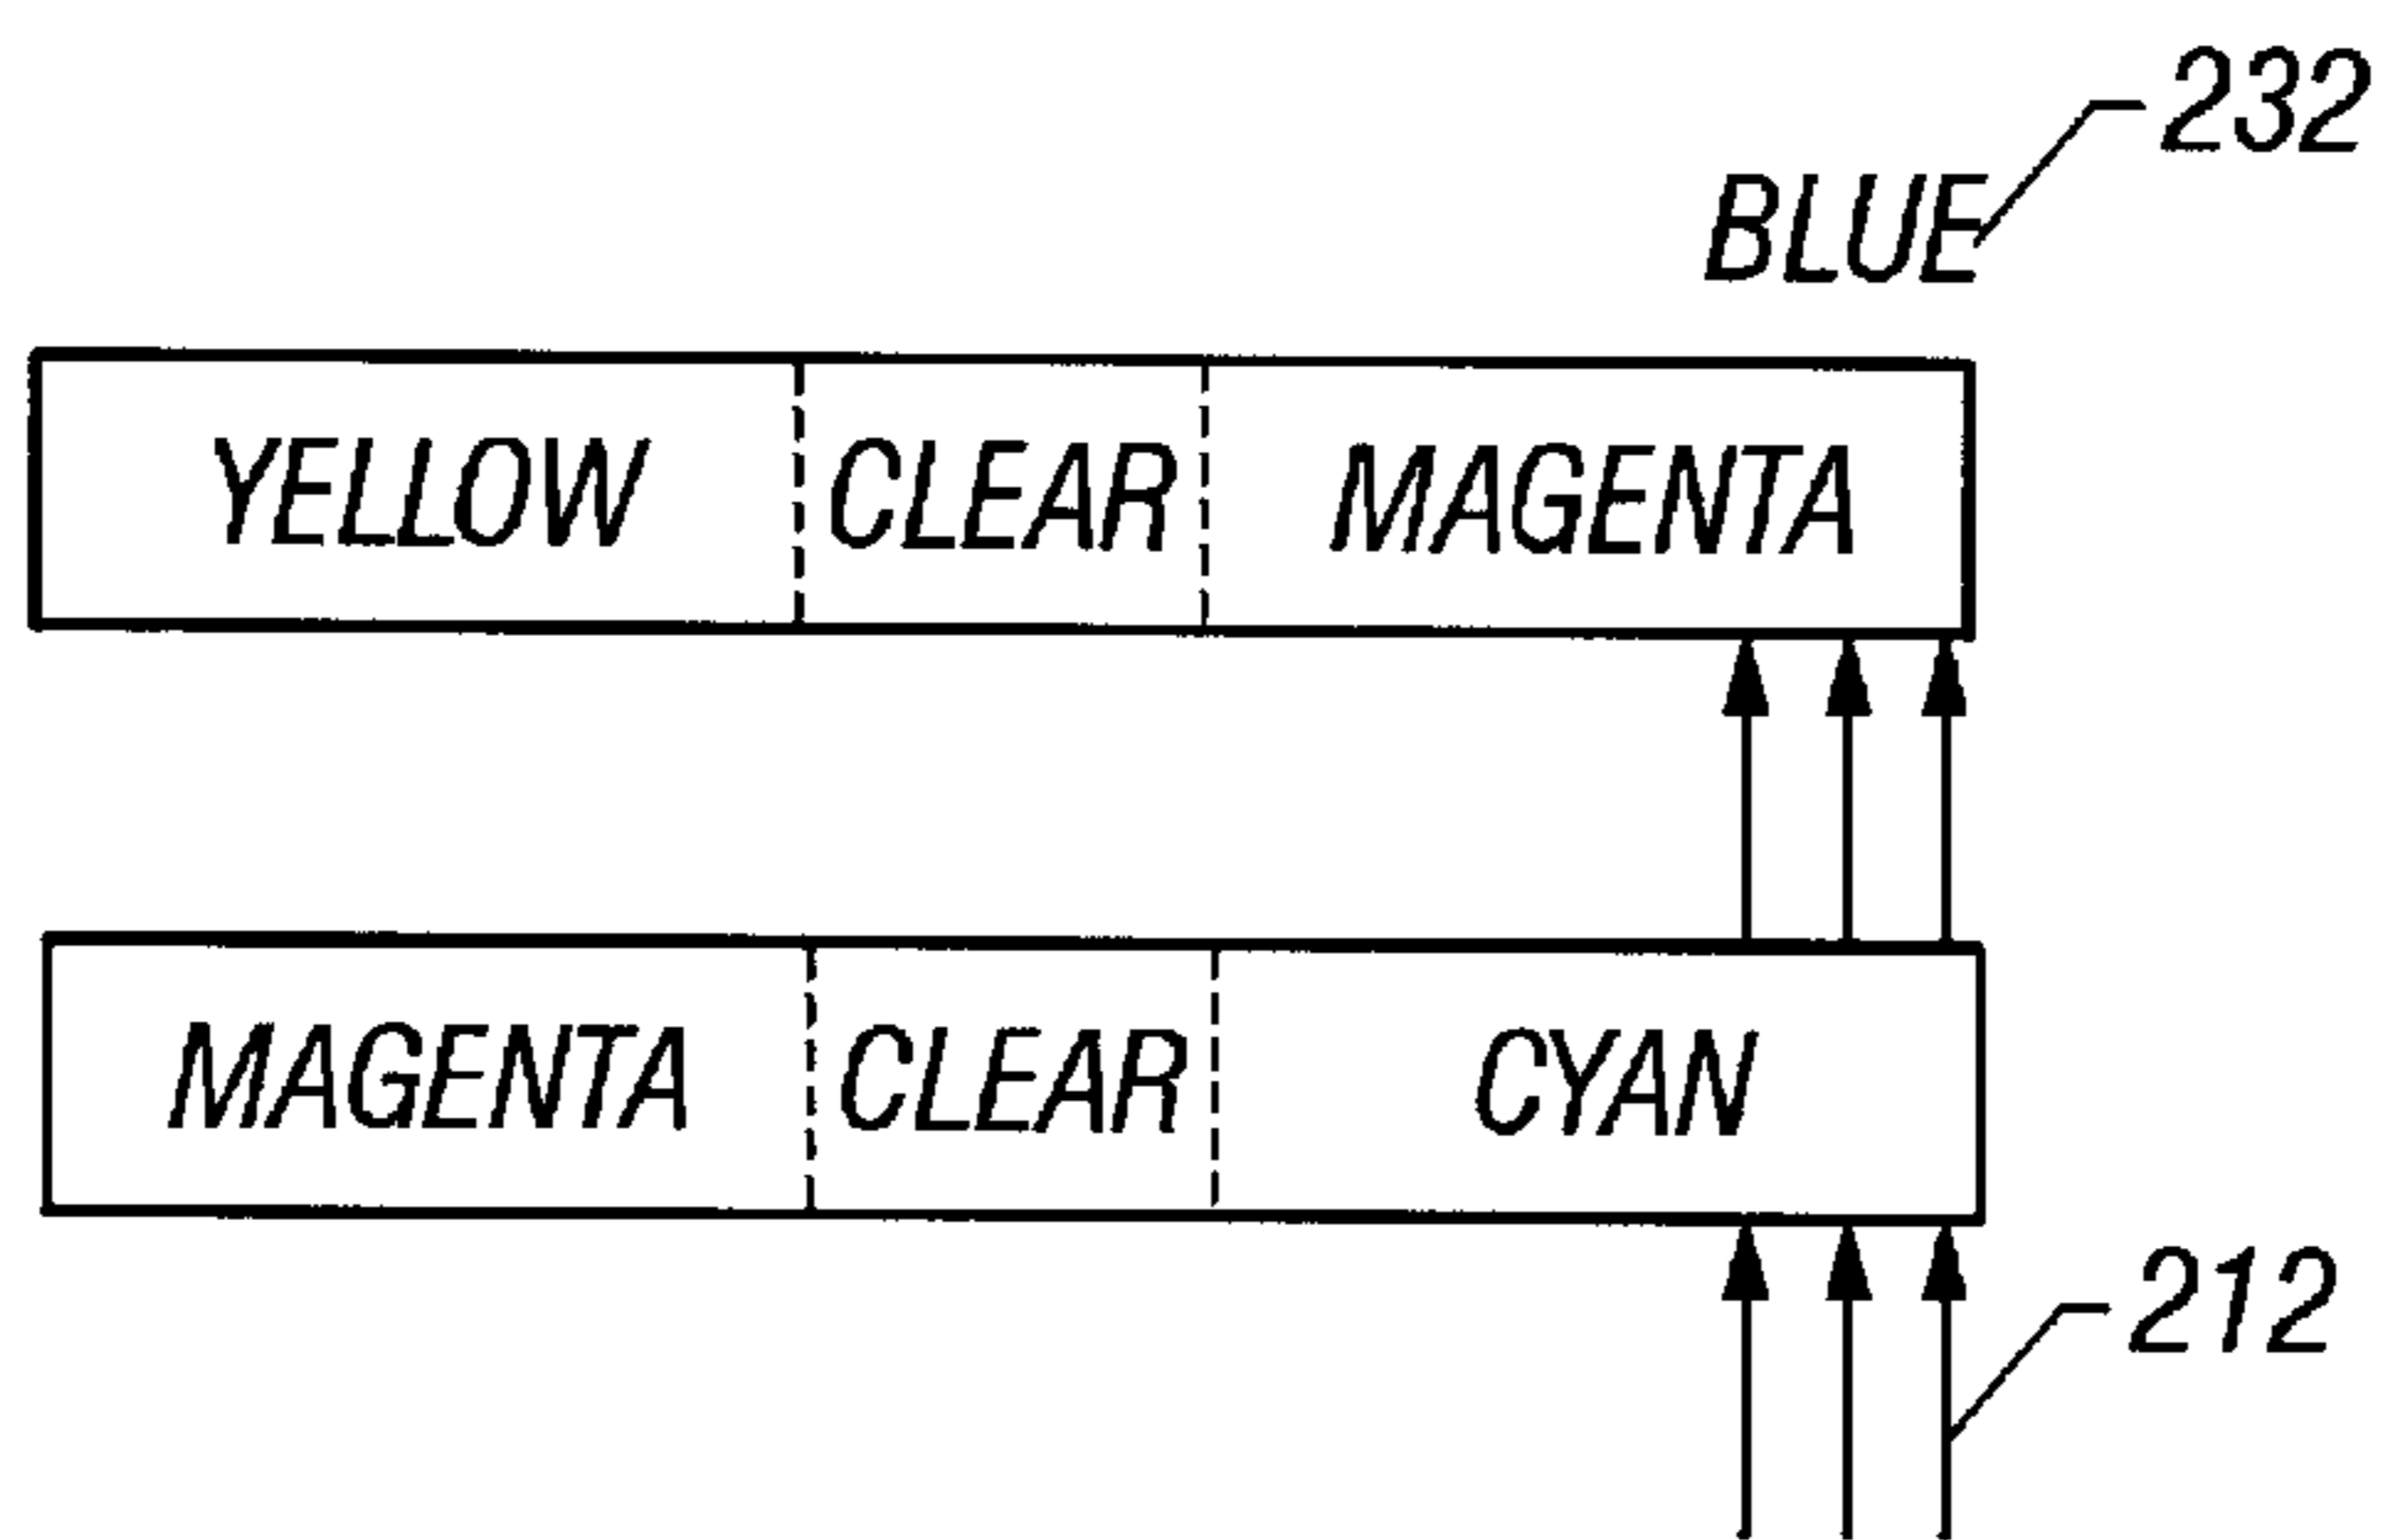 232
BLUE
YELLOW CLEAR MAGENTA
MAGENTA CLEAR CYAN
212